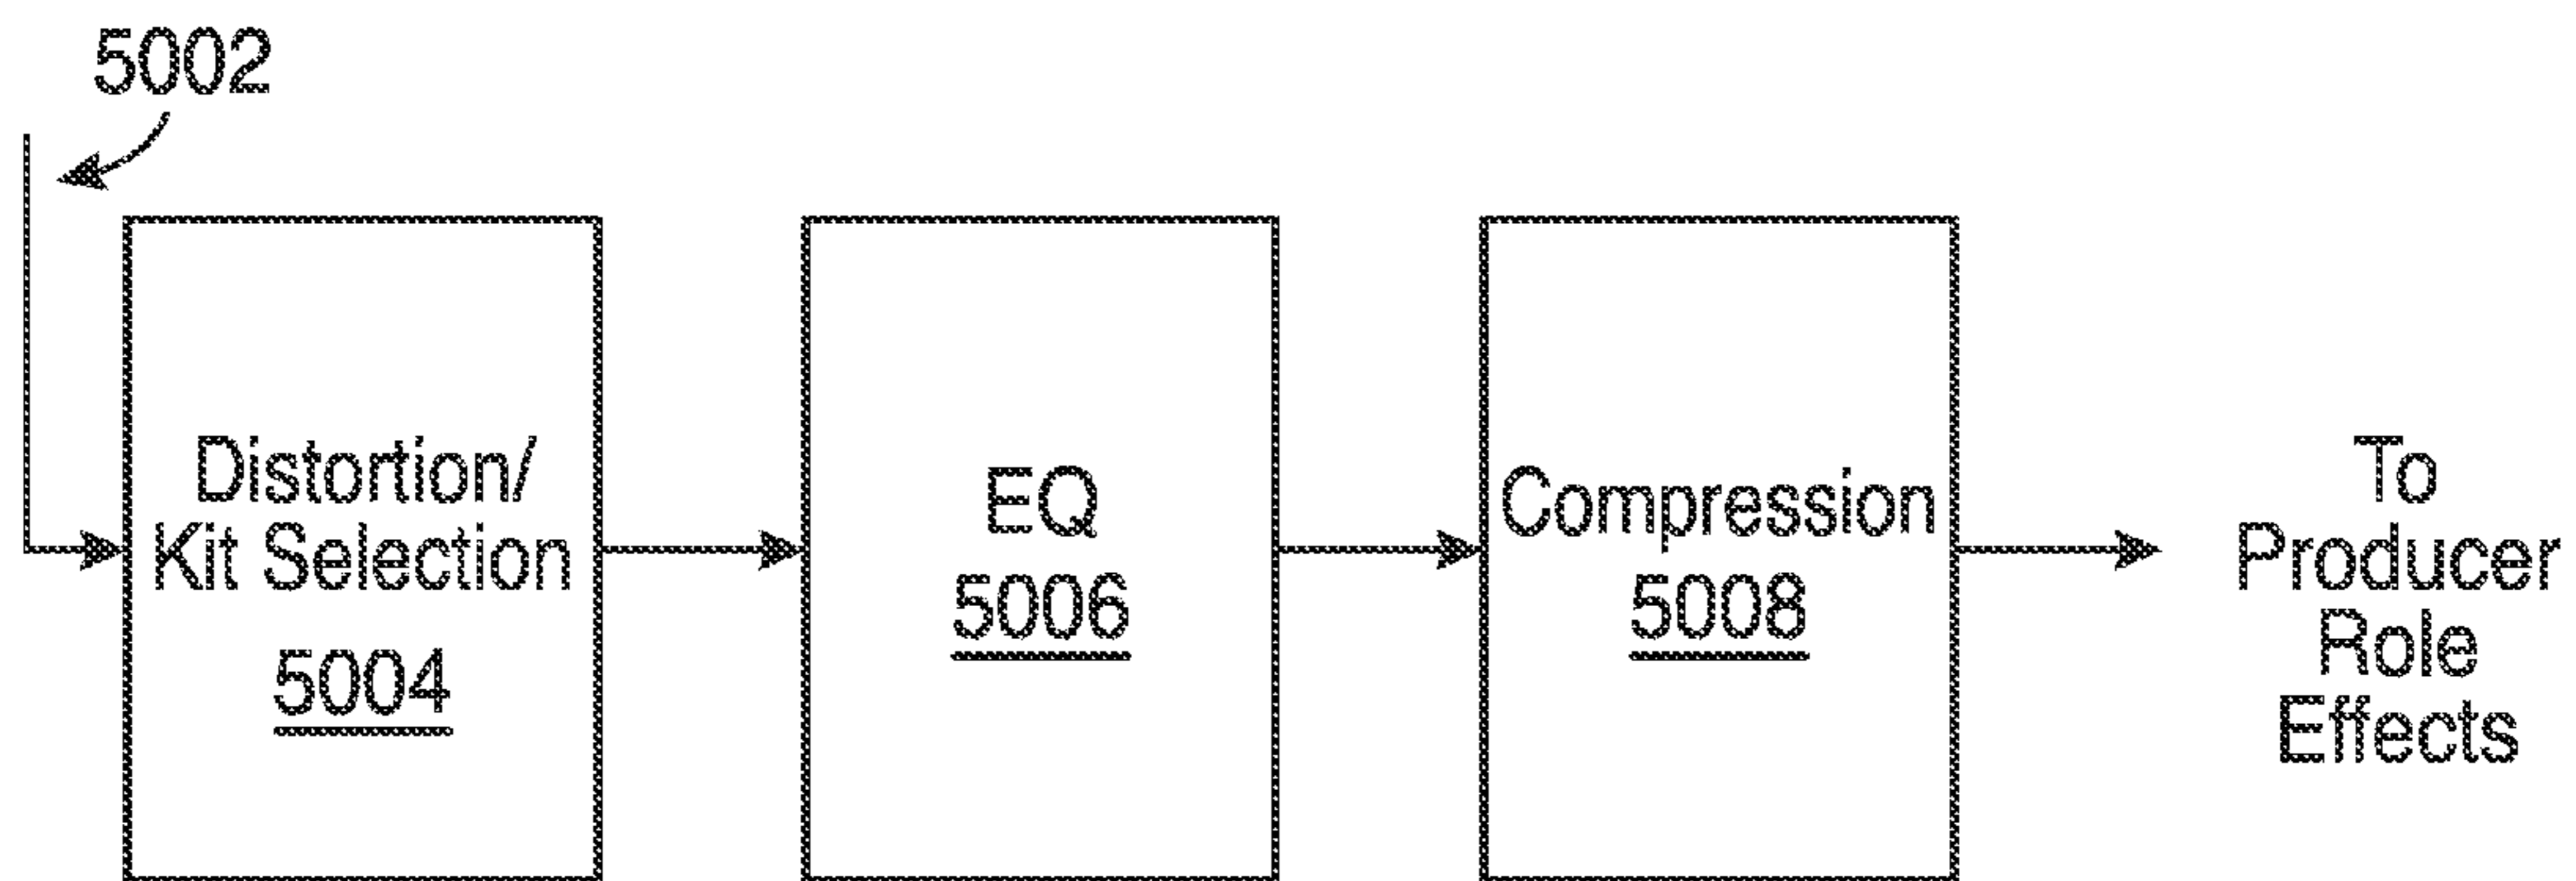 5002
Distortion/
Kit Selection
5004
EQ
5006
Compression
5008
To
Producer
Role
Effects